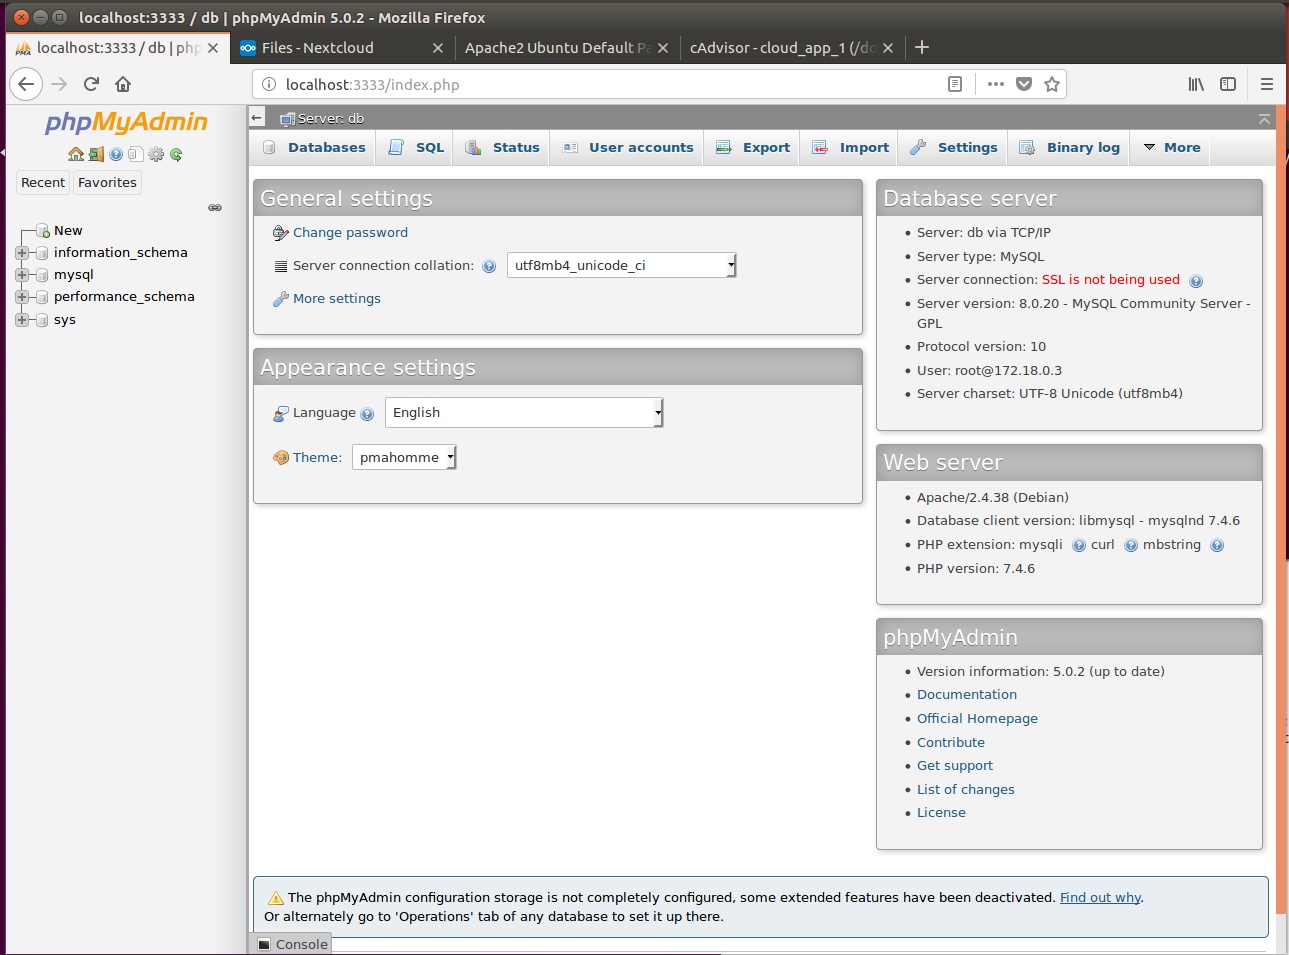 localhost:3333 / db | phpMyAdmin 5.0.2 - Mozilla Firefox
localhost:3333 / db | php
Files - Nextcloud
Apache2 Ubuntu Default Pa
cAdvisor - cloud_app_1 (/do
localhost:3333/index.php
phpMyAdmin
Recent
Favorites
New
information_schema
mysql
performance_schema
sys
Server: db
Databases
SQL
Status
User accounts
Export
Import
Settings
Binary log
More
General settings
Change password
Server connection collation:
utf8mb4_unicode_ci
More settings
Appearance settings
Language
English
Theme:
pmahomme
Database server
Server: db via TCP/IP
Server type: MySQL
Server connection: SSL is not being used
Server version: 8.0.20 - MySQL Community Server -
GPL
Protocol version: 10
User: root@172.18.0.3
Server charset: UTF-8 Unicode (utf8mb4)
Web server
Apache/2.4.38 (Debian)
Database client version: libmysql - mysqlnd 7.4.6
PHP extension: mysqli curl mbstring
PHP version: 7.4.6
phpMyAdmin
Version information: 5.0.2 (up to date)
Documentation
Official Homepage
Contribute
Get support
List of changes
License
The phpMyAdmin configuration storage is not completely configured, some extended features have been deactivated. Find out why.
Or alternately go to 'Operations' tab of any database to set it up there.
Console